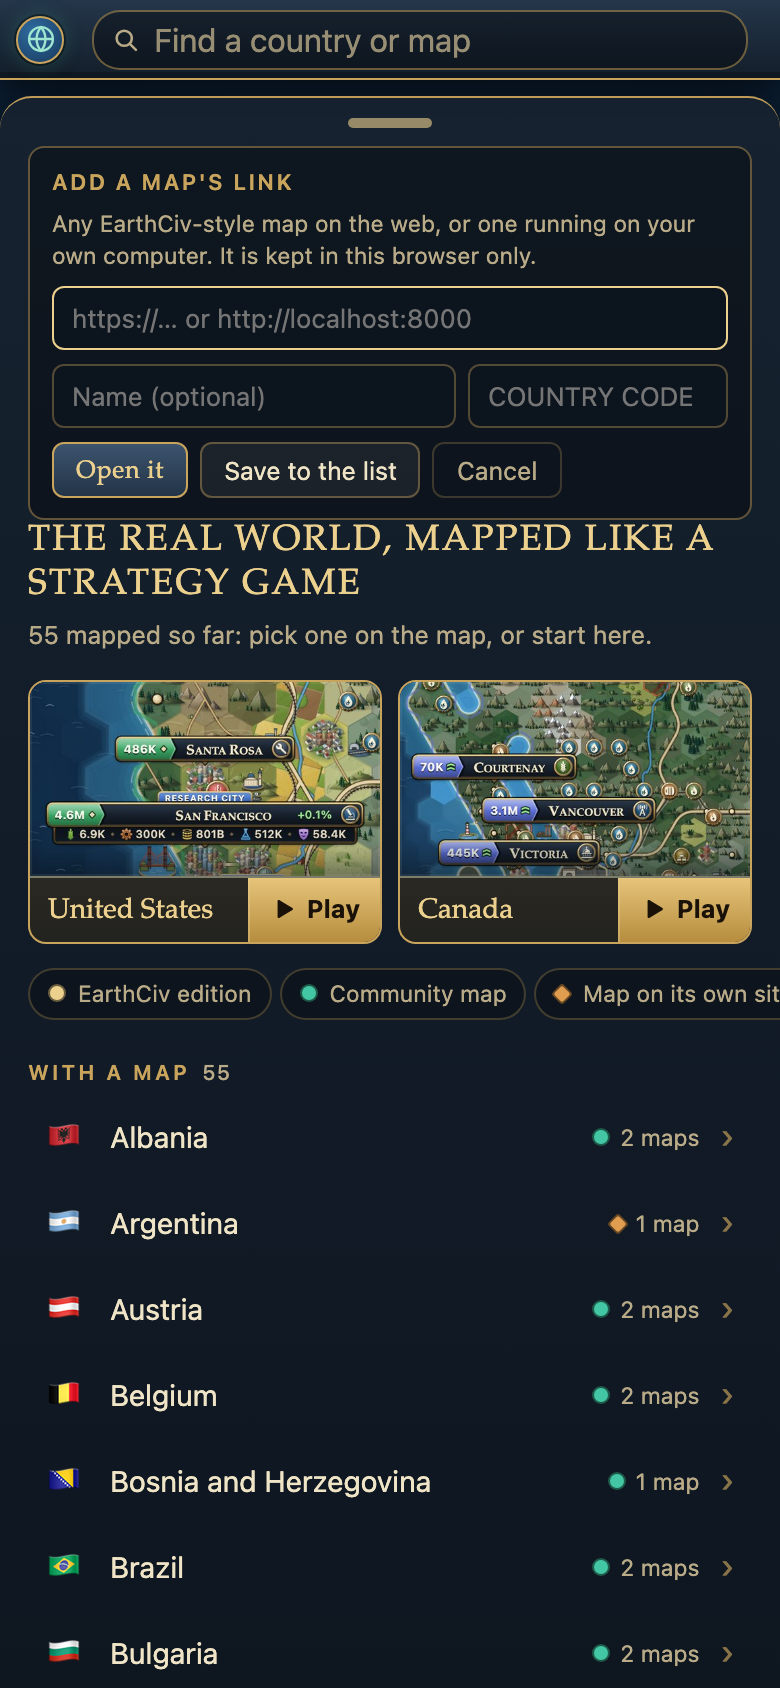 Find a country or map
ADD A MAP'S LINK
Any EarthCiv-style map on the web, or one running on your
own computer. It is kept in this browser only.
https://... or http://localhost:8000
Name (optional)
COUNTRY CODE
Open it
Save to the list
Cancel
THE REAL WORLD, MAPPED LIKE A
STRATEGY GAME
55 mapped so far: pick one on the map, or start here.
486K
SANTA ROSA
RESEARCH CITY
4.6M
SAN FRANCISCO
+0.1%
6.9K
300K
801B
512K
58.4K
70K
COURTENAY
3.1M
VANCOUVER
445K
VICTORIA
United States
Play
Canada
Play
EarthCiv edition
Community map
Map on its own sit
WITH A MAP 55
Albania
2 maps
Argentina
1 map
Austria
2 maps
Belgium
2 maps
Bosnia and Herzegovina
1 map
Brazil
2 maps
Bulgaria
2 maps